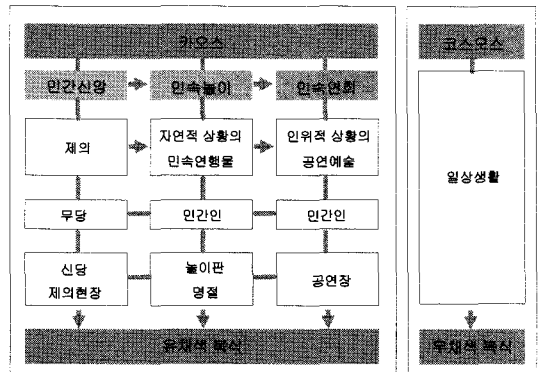 카오스
코스모스
민간신앙 민속놀이 민속연희
제의
자연적 상황의
민속연행물
인위적 상황의
공연예술
일상생활
무당 민간인 민간인
신당
제의현장
놀이판
명절
공연장
유채색 복식
무채색 복식